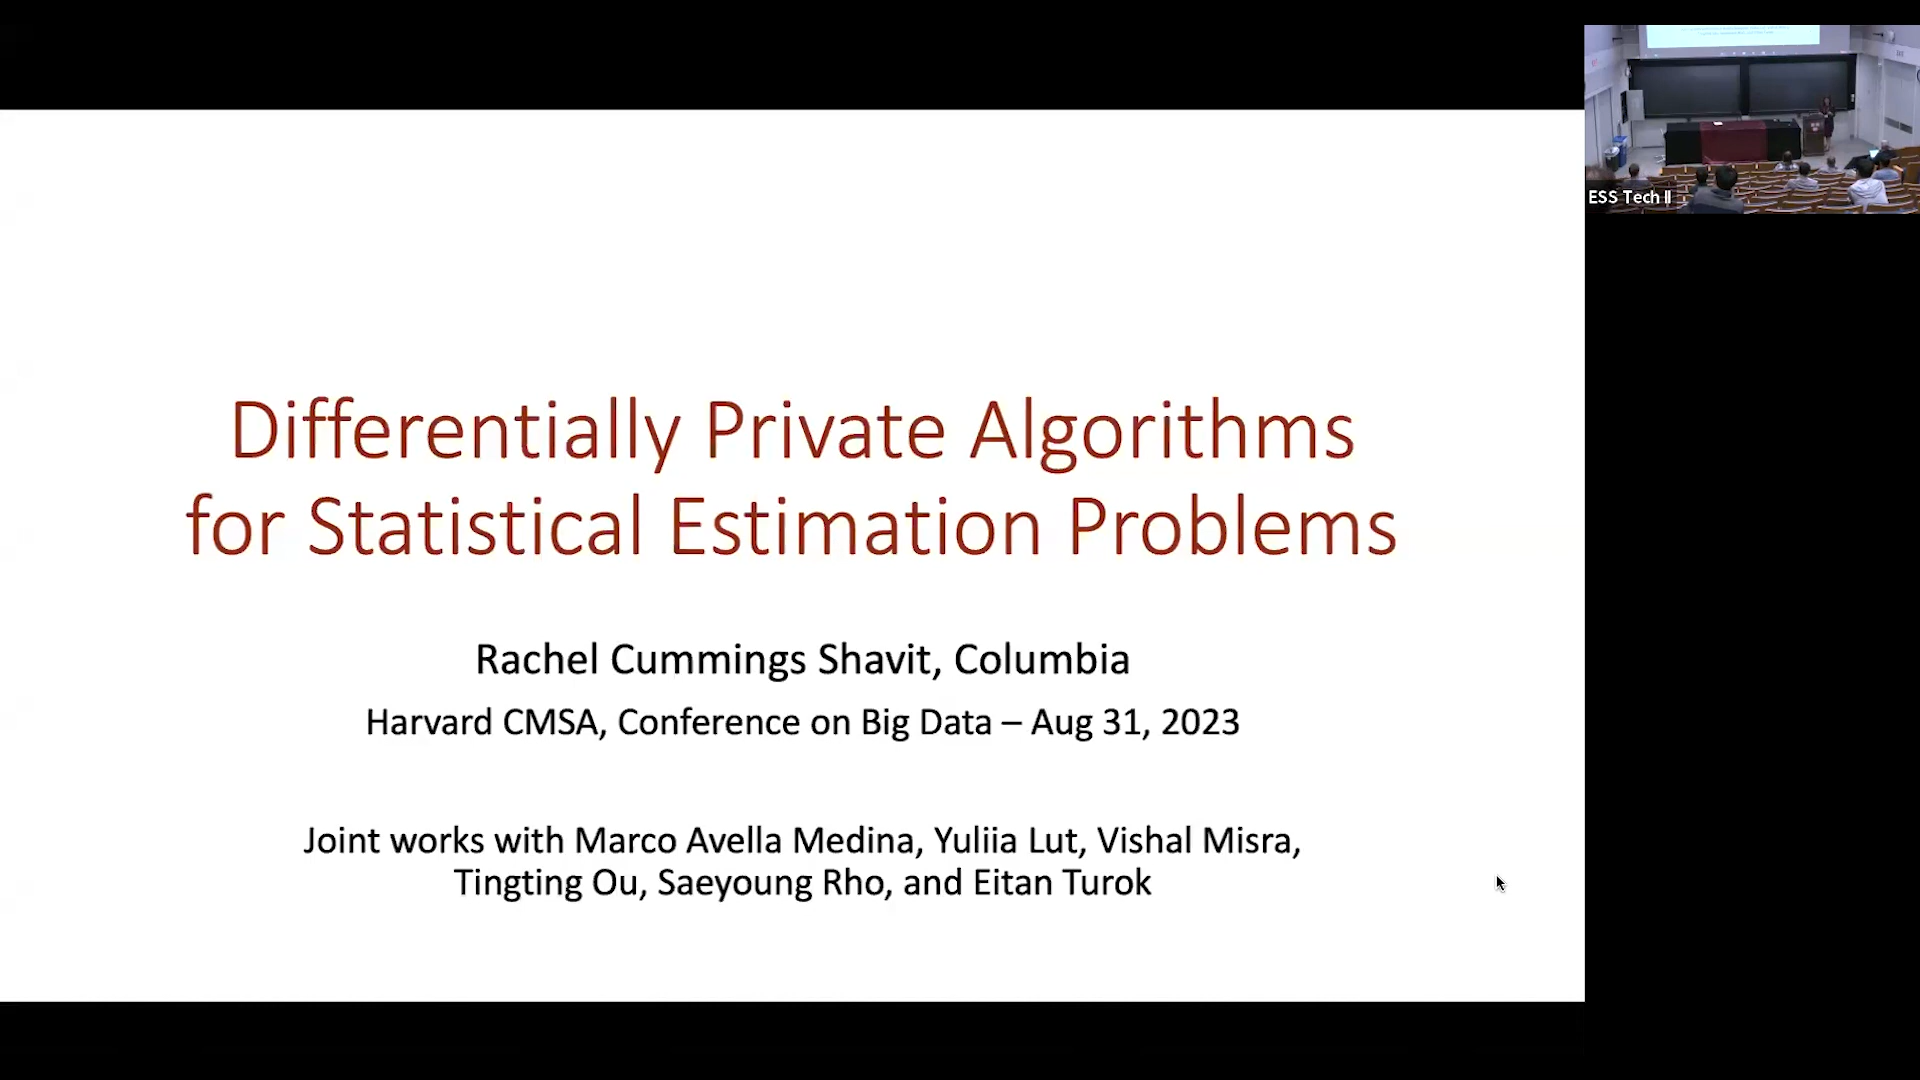 Differentially Private Algorithms
for Statistical Estimation Problems
Rachel Cummings Shavit, Columbia
Harvard CMSA, Conference on Big Data – Aug 31, 2023
Joint works with Marco Avella Medina, Yuliia Lut, Vishal Misra,
Tingting Ou, Saeyoung Rho, and Eitan Turok
ESS Tech II